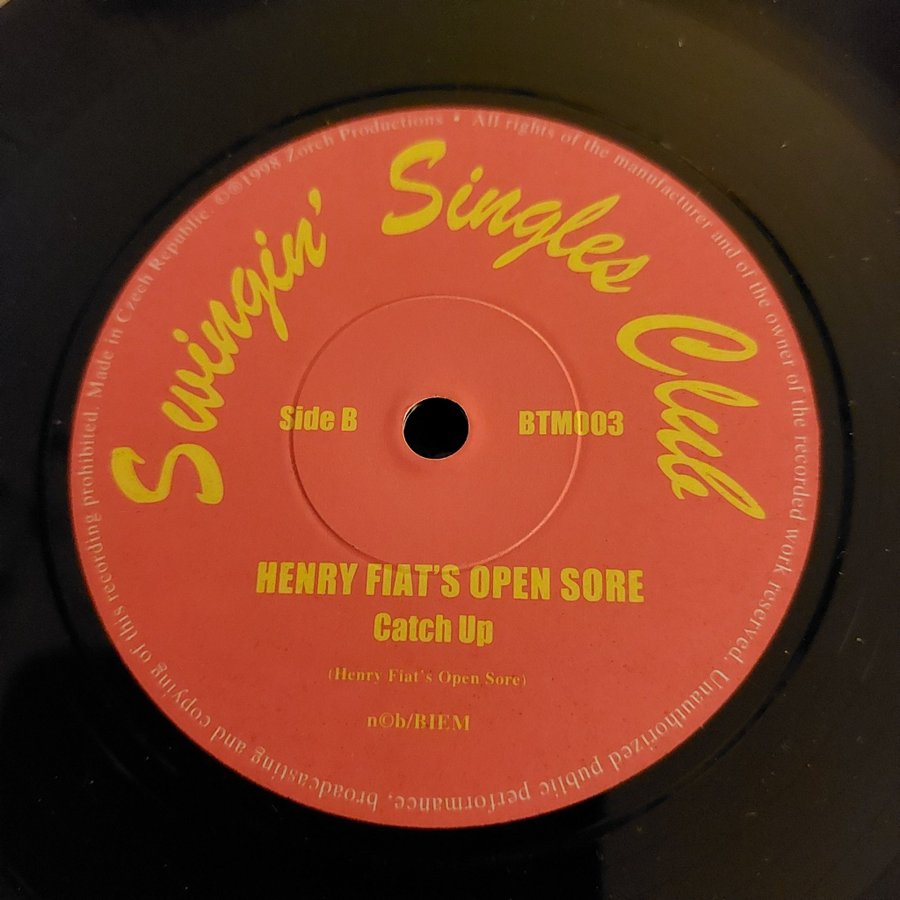 Swingin' Singles Club
Side B
BTM003
HENRY FIAT'S OPEN SORE
Catch Up
(Henry Fiat's Open Sore)
n©b/BIEM
℗©1998 Zorch Productions • All rights of the manufacturer and of the owner of the recorded work reserved. Unauthorized public performance, broadcasting and copying of this recording prohibited. Made in Czech Republic.